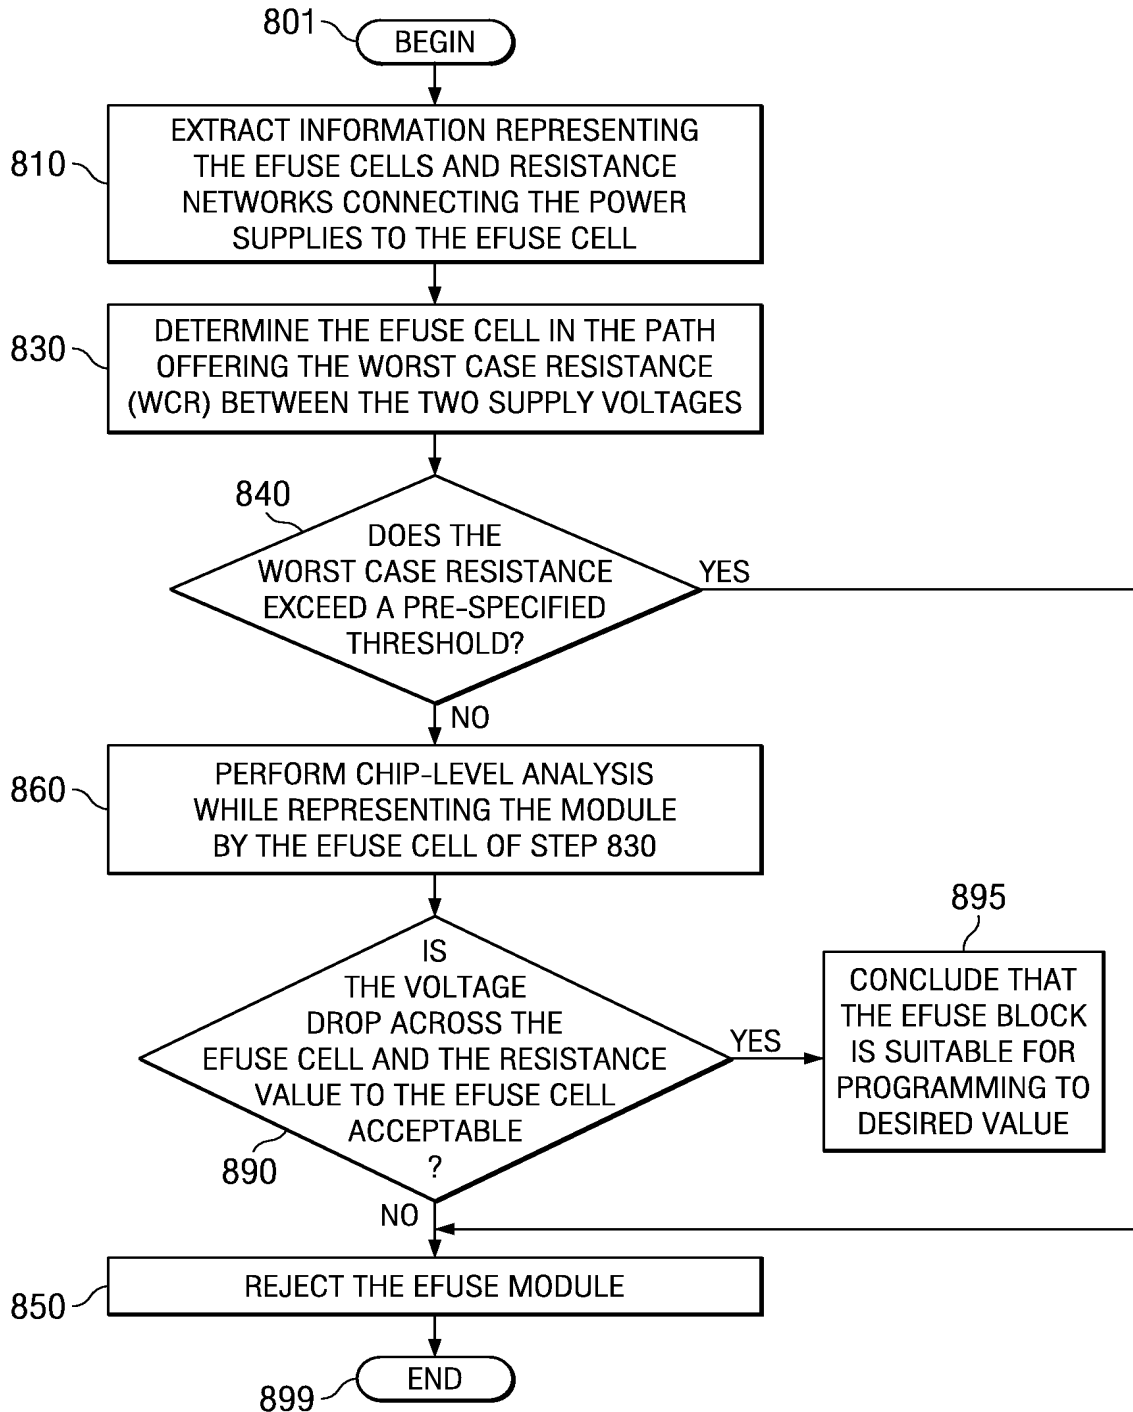 801
BEGIN
810
EXTRACT INFORMATION REPRESENTING
THE EFUSE CELLS AND RESISTANCE
NETWORKS CONNECTING THE POWER
SUPPLIES TO THE EFUSE CELL
830
DETERMINE THE EFUSE CELL IN THE PATH
OFFERING THE WORST CASE RESISTANCE
(WCR) BETWEEN THE TWO SUPPLY VOLTAGES
840
DOES THE
WORST CASE RESISTANCE
EXCEED A PRE-SPECIFIED
THRESHOLD?
YES
NO
860
PERFORM CHIP-LEVEL ANALYSIS
WHILE REPRESENTING THE MODULE
BY THE EFUSE CELL OF STEP 830
IS
THE VOLTAGE
DROP ACROSS THE
EFUSE CELL AND THE RESISTANCE
VALUE TO THE EFUSE CELL
ACCEPTABLE
?
890
YES
895
CONCLUDE THAT
THE EFUSE BLOCK
IS SUITABLE FOR
PROGRAMMING TO
DESIRED VALUE
NO
850
REJECT THE EFUSE MODULE
899
END